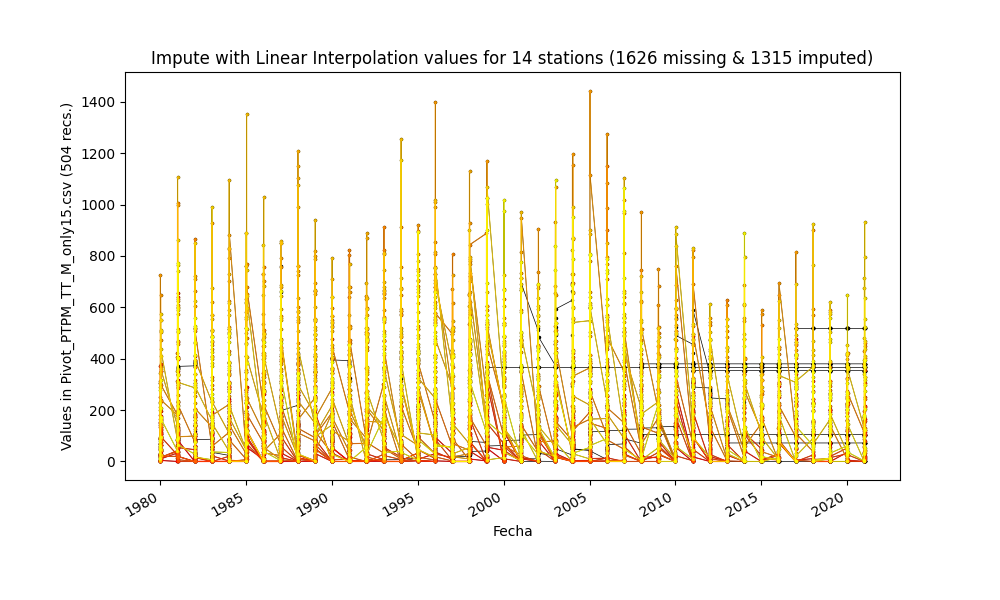 Impute with Linear Interpolation values for 14 stations (1626 missing & 1315 imputed)
Values in Pivot_PTPM_TT_M_only15.csv (504 recs.)
1400
1200
1000
800
600
400
200
0
1980 1985 1990 1995 2000 2005 2010 2015 2020
Fecha